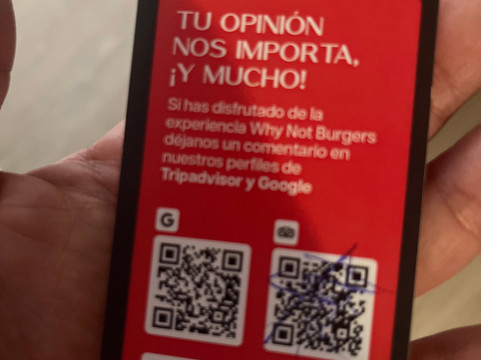 TU OPINIÓN
NOS IMPORTA,
¡Y MUCHO!
Si has disfrutado de la
experiencia Why Not Burgers
déjanos un comentario en
nuestros perfiles de
Tripadvisor y Google
G